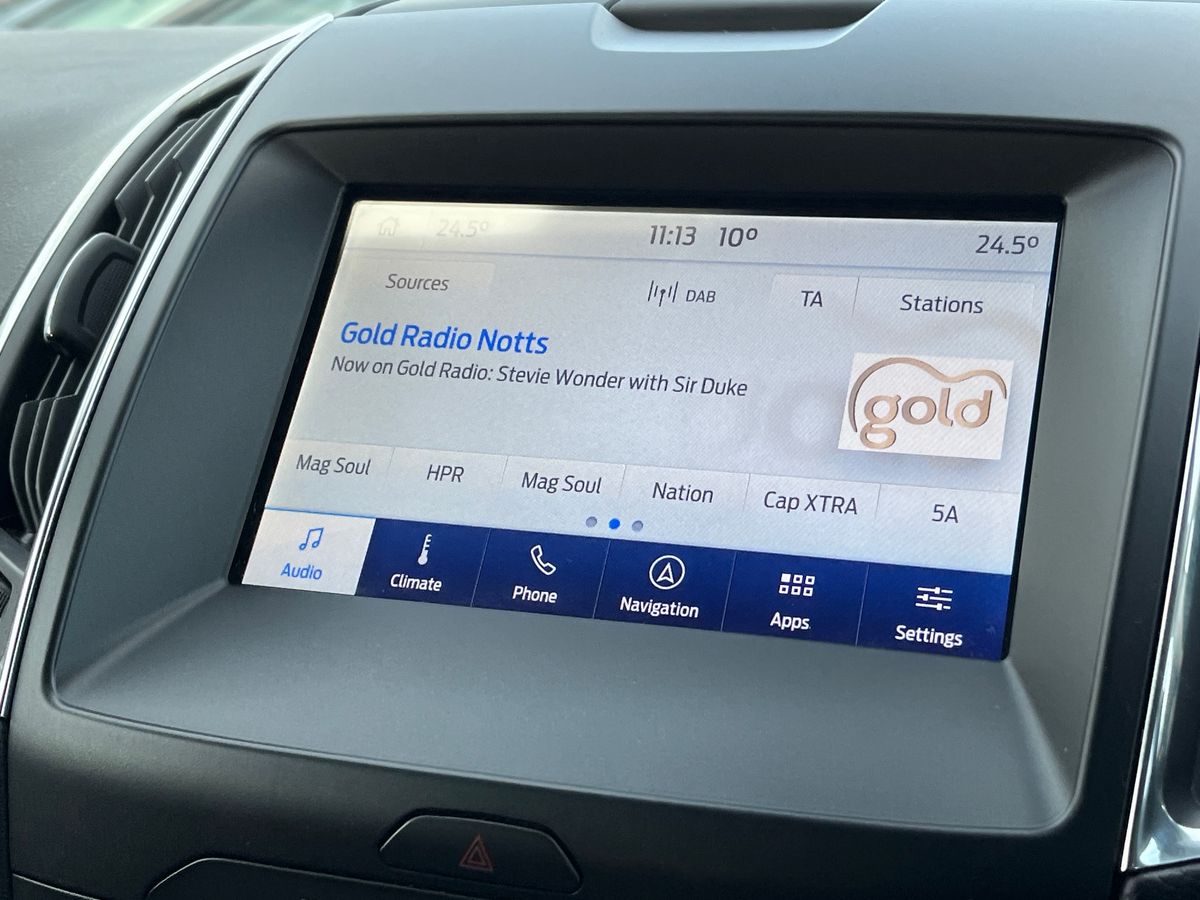 24.5° 11:13 10° 24.5°
Sources DAB TA Stations
Gold Radio Notts
Now on Gold Radio: Stevie Wonder with Sir Duke
gold
Mag Soul HPR Mag Soul Nation Cap XTRA 5A
Audio Climate Phone Navigation Apps Settings